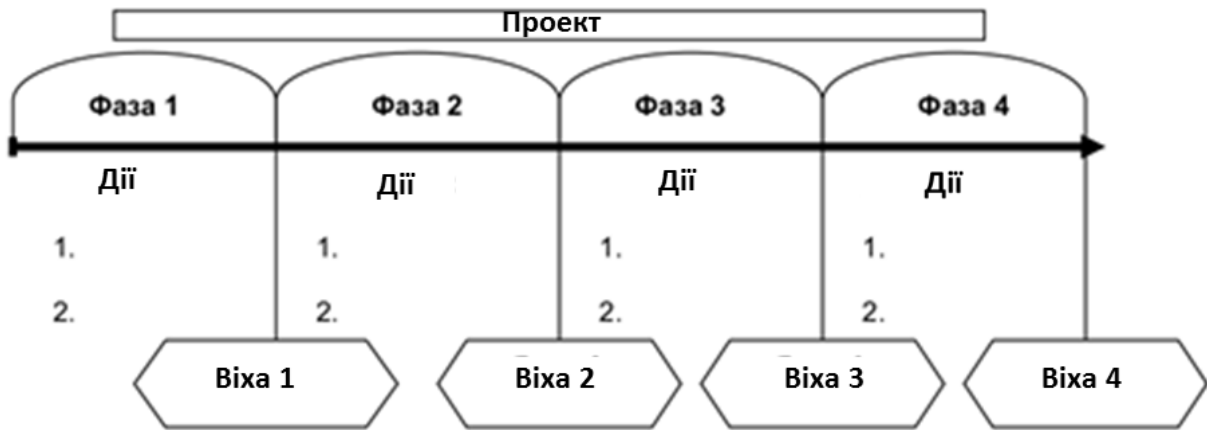 Проект
Фаза 1 Фаза 2 Фаза 3 Фаза 4
Дії Дії Дії Дії
1. 1. 1. 1.
2. 2. 2. 2.
Віха 1 Віха 2 Віха 3 Віха 4